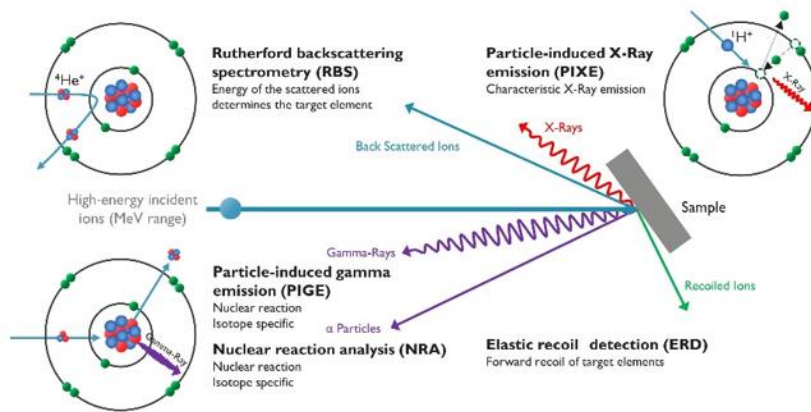 Rutherford backscattering
spectrometry (RBS)
Energy of the scattered ions
determines the target element
⁴He⁺
Particle-induced X-Ray
emission (PIXE)
Characteristic X-Ray emission
¹H⁺
X-Ray
X-Rays
Back Scattered Ions
High-energy incident
ions (MeV range)
Sample
Gamma-Rays
Particle-induced gamma
emission (PIGE)
Nuclear reaction
Isotope specific
Gamma-Ray
α Particles
Nuclear reaction analysis (NRA)
Nuclear reaction
Isotope specific
Recoiled Ions
Elastic recoil detection (ERD)
Forward recoil of target elements